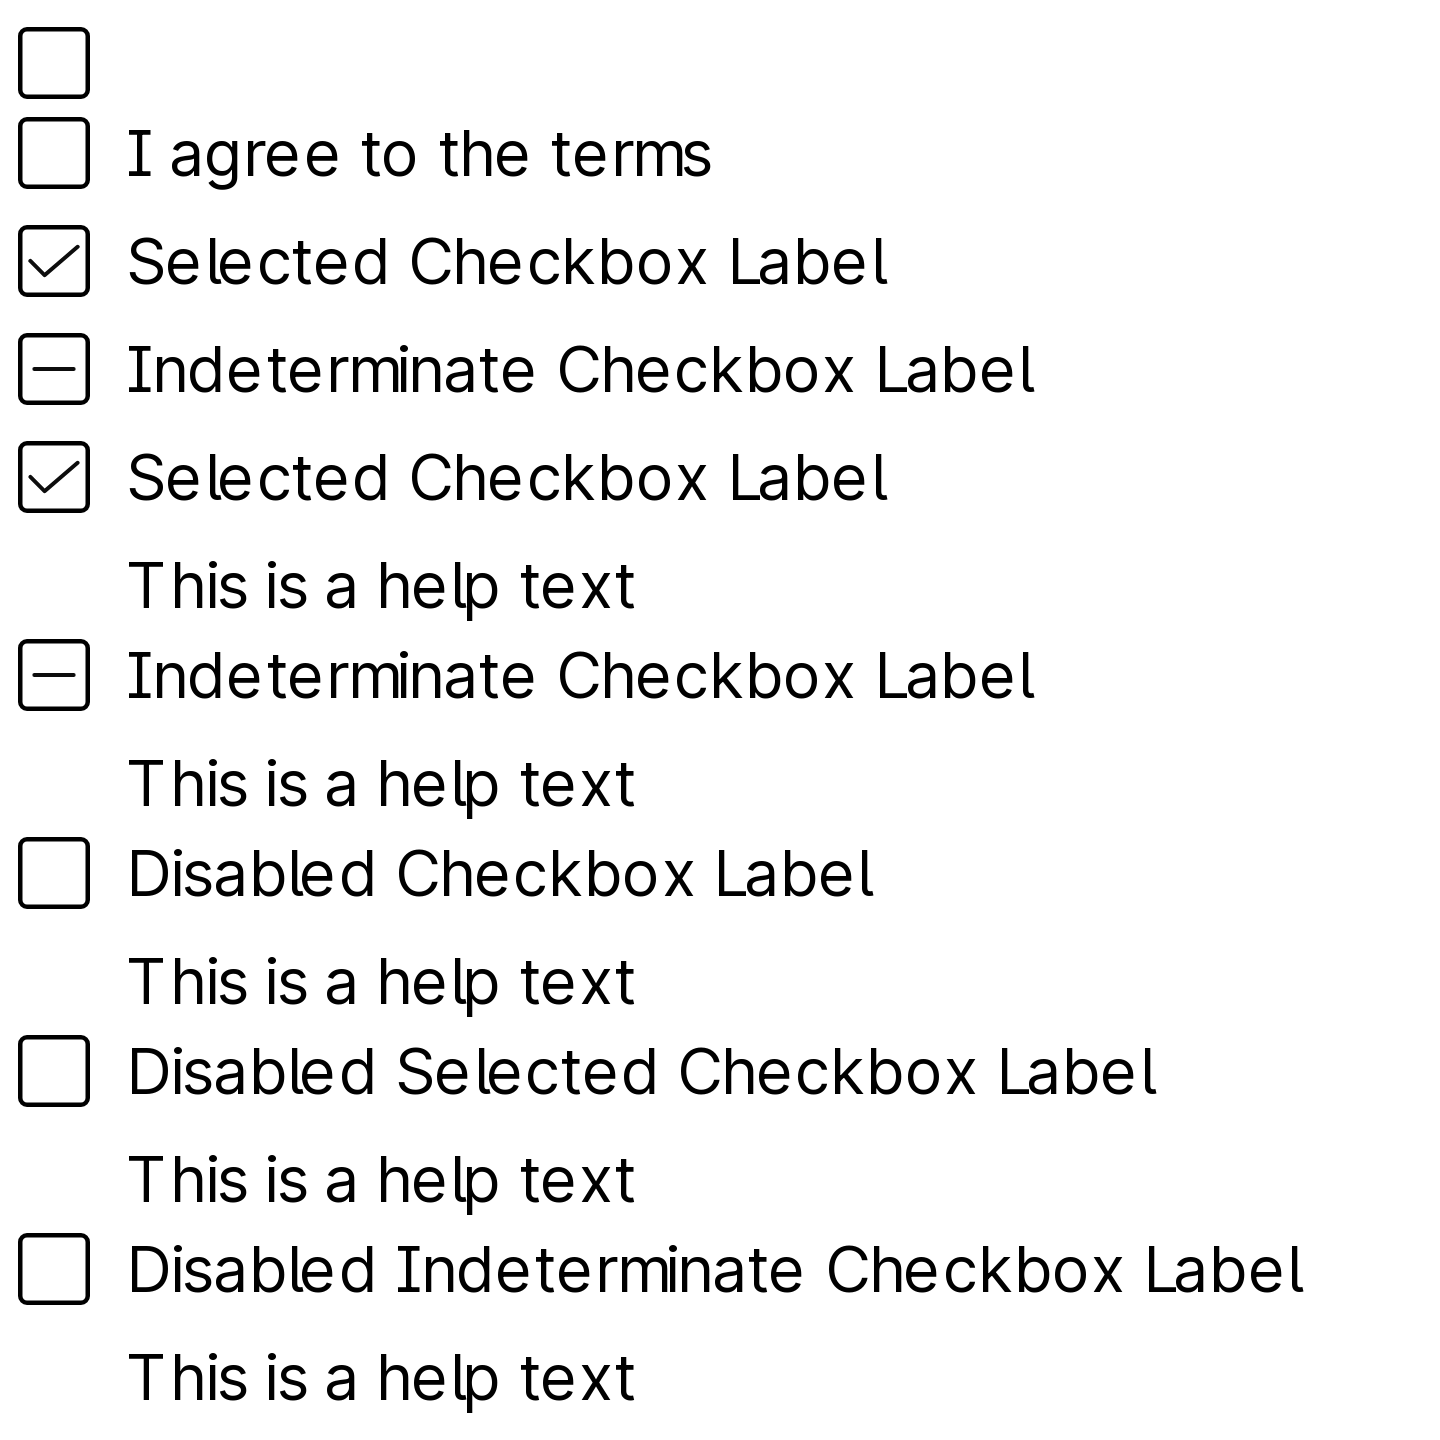 I agree to the terms
Selected Checkbox Label
Indeterminate Checkbox Label
Selected Checkbox Label
This is a help text
Indeterminate Checkbox Label
This is a help text
Disabled Checkbox Label
This is a help text
Disabled Selected Checkbox Label
This is a help text
Disabled Indeterminate Checkbox Label
This is a help text